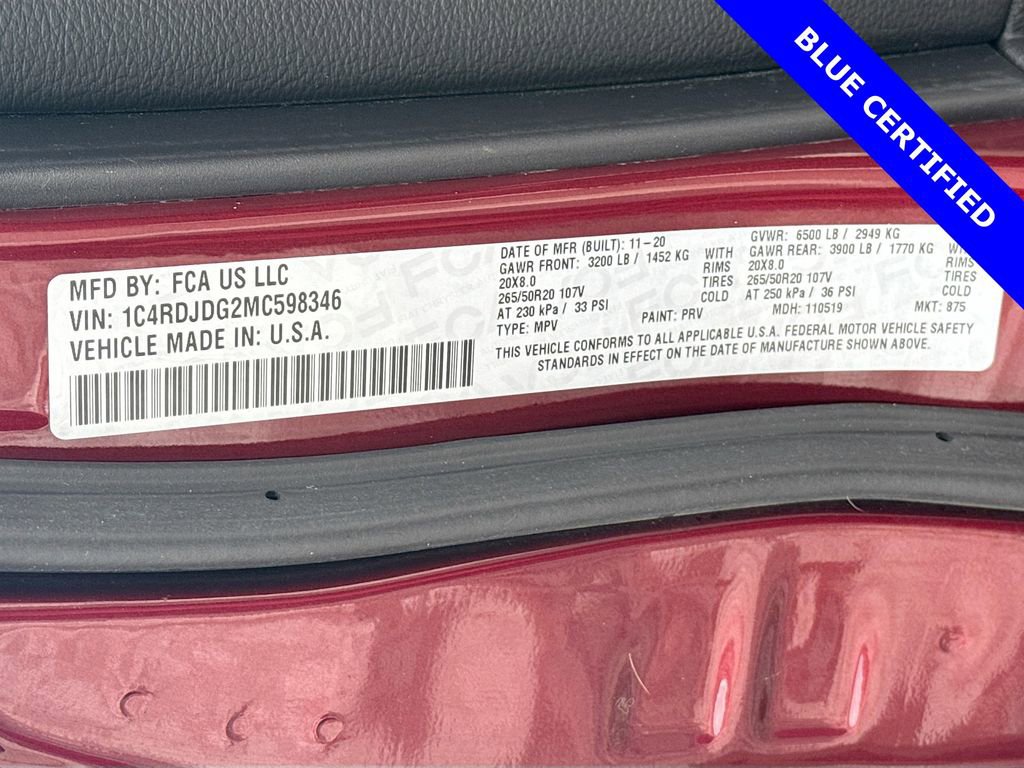 BLUE CERTIFIED
MFD BY: FCA US LLC
VIN: 1C4RDJDG2MC598346
VEHICLE MADE IN: U.S.A.
DATE OF MFR (BUILT): 11-20
GAWR FRONT: 3200 LB / 1452 KG WITH
20X8.0 RIMS
265/50R20 107V TIRES
AT 230 kPa / 33 PSI COLD
TYPE: MPV PAINT: PRV
GVWR: 6500 LB / 2949 KG
GAWR REAR: 3900 LB / 1770 KG WITH
20X8.0 RIMS
265/50R20 107V TIRES
AT 250 kPa / 36 PSI COLD
MDH: 110519 MKT: 875
THIS VEHICLE CONFORMS TO ALL APPLICABLE U.S.A. FEDERAL MOTOR VEHICLE SAFETY
STANDARDS IN EFFECT ON THE DATE OF MANUFACTURE SHOWN ABOVE.